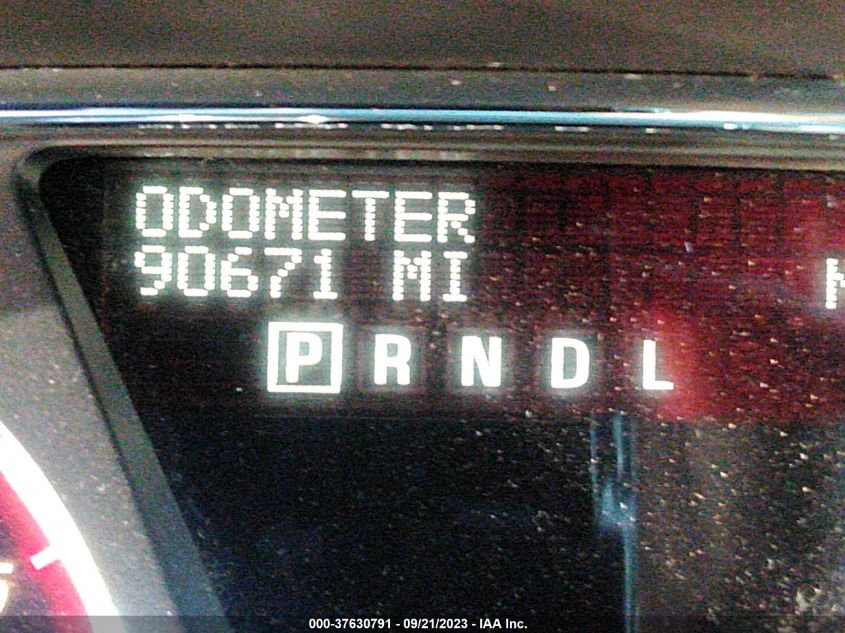 ODOMETER
90671 MI
P R N D L
000-37630791 - 09/21/2023 - IAA Inc.